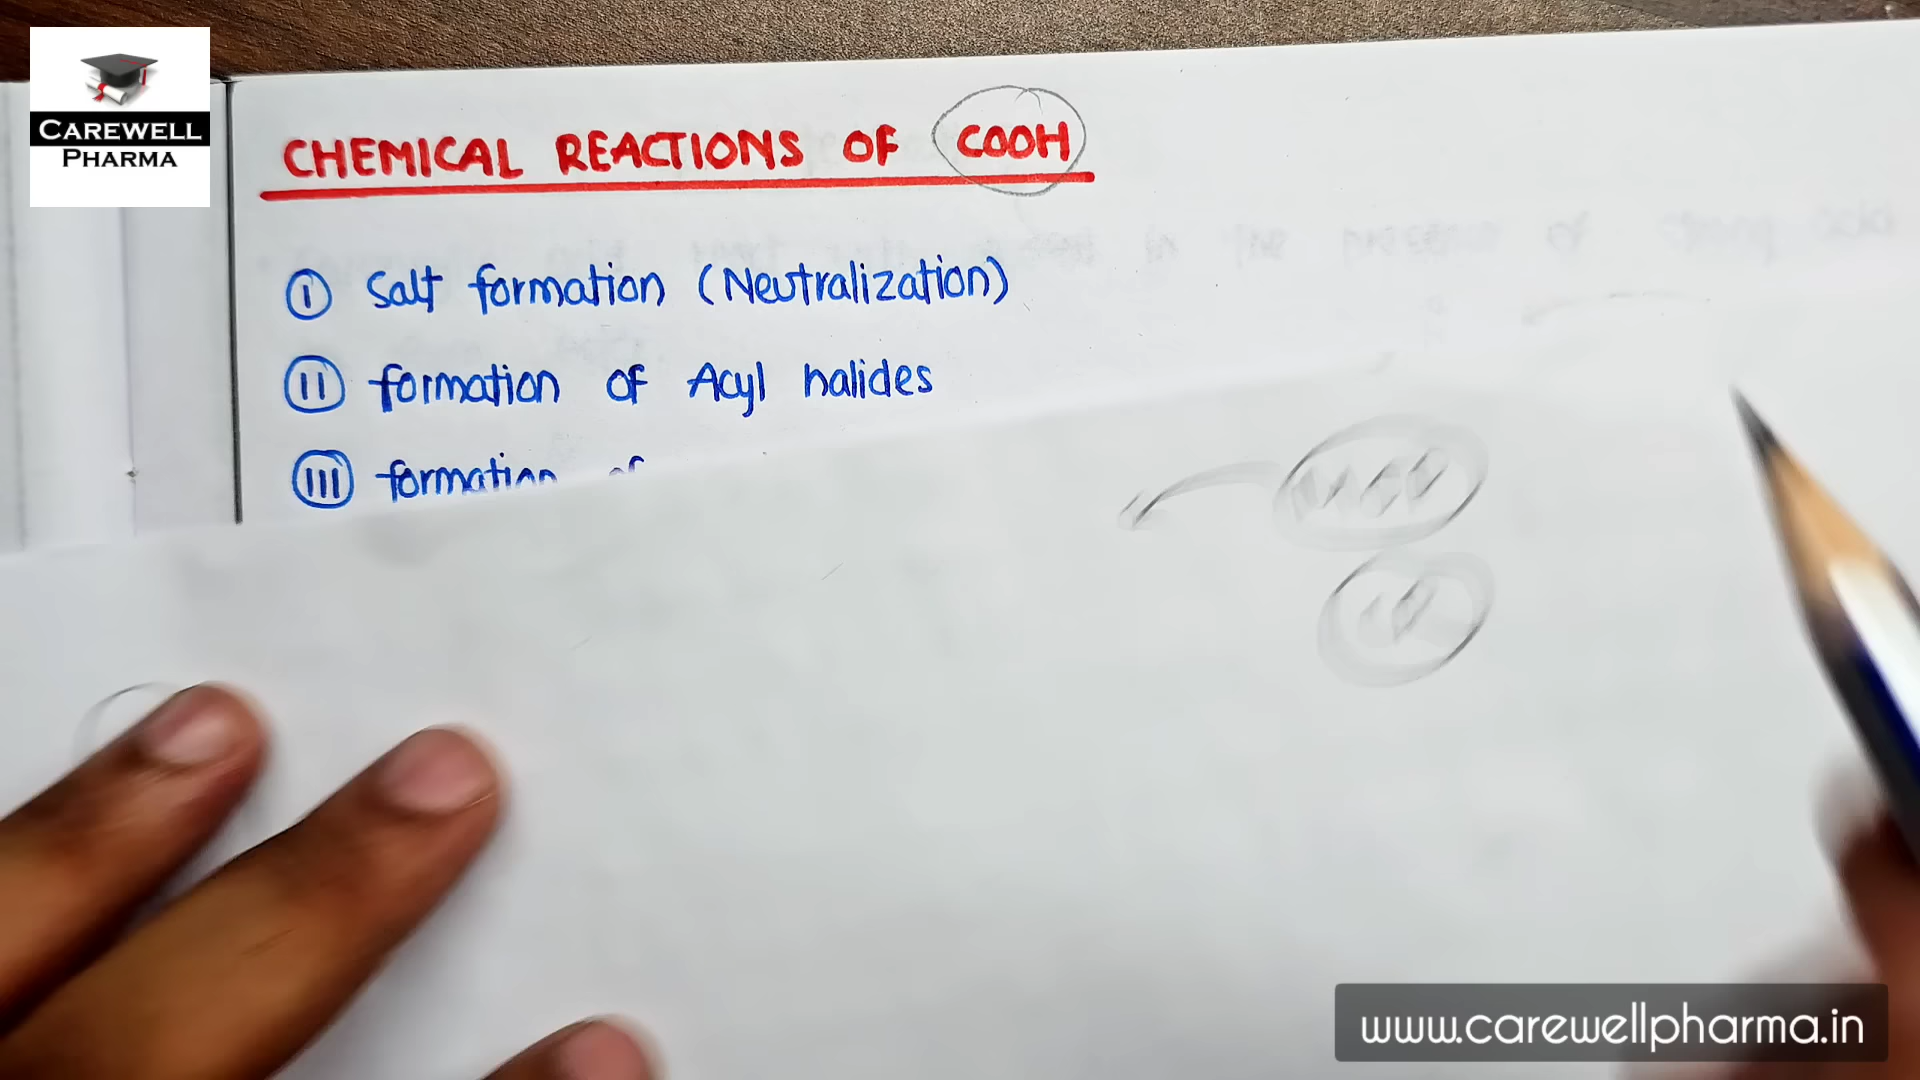 CAREWELL
PHARMA
CHEMICAL REACTIONS OF COOH
I Salt formation (Neutralization)
II formation of Acyl halides
III formation of
www.carewellpharma.in